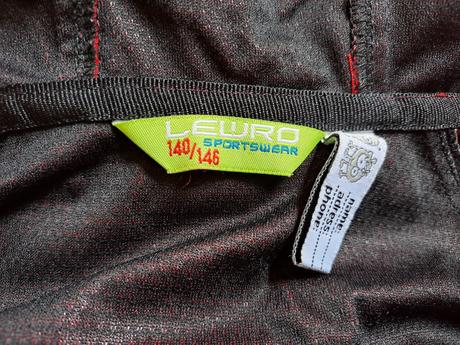 LEWRO
SPORTSWEAR
140/146
name:
adress:
phone: